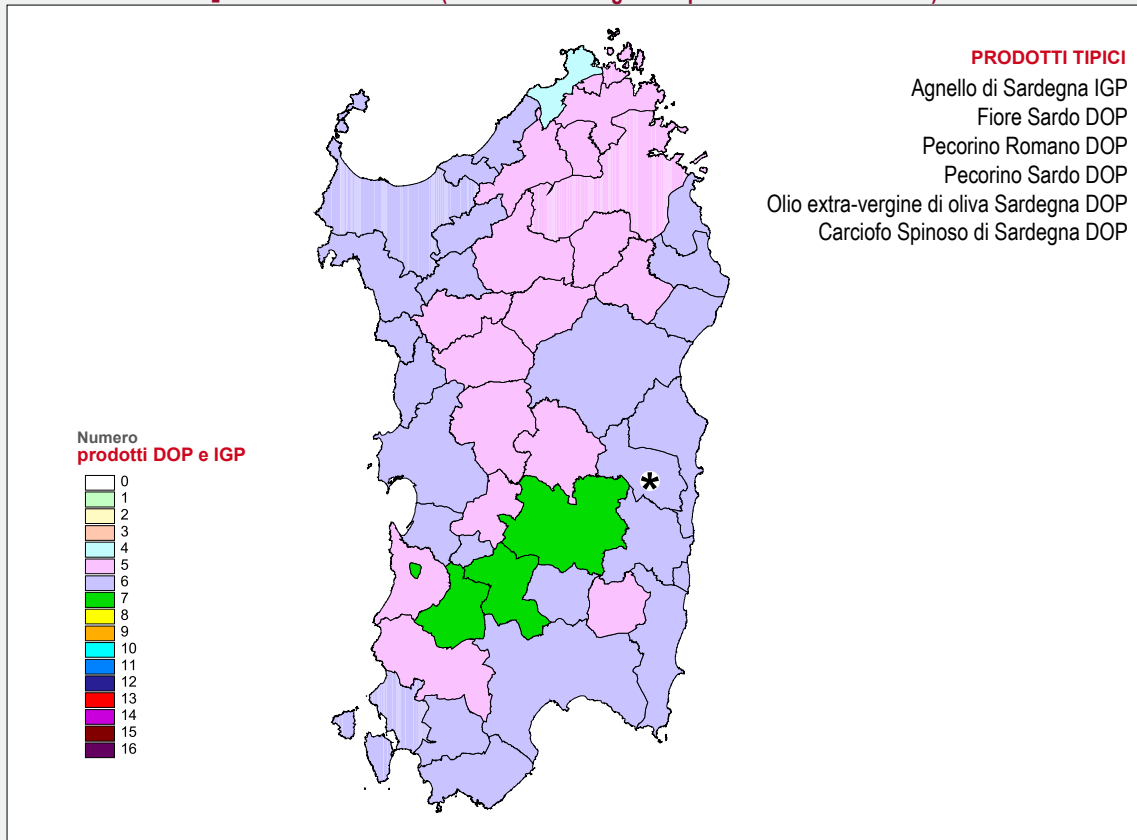 PRODOTTI TIPICI
Agnello di Sardegna IGP
Fiore Sardo DOP
Pecorino Romano DOP
Pecorino Sardo DOP
Olio extra-vergine di oliva Sardegna DOP
Carciofo Spinoso di Sardegna DOP
Numero
prodotti DOP e IGP
0
1
2
3
4
5
6
7
8
9
10
11
12
13
14
15
16
*